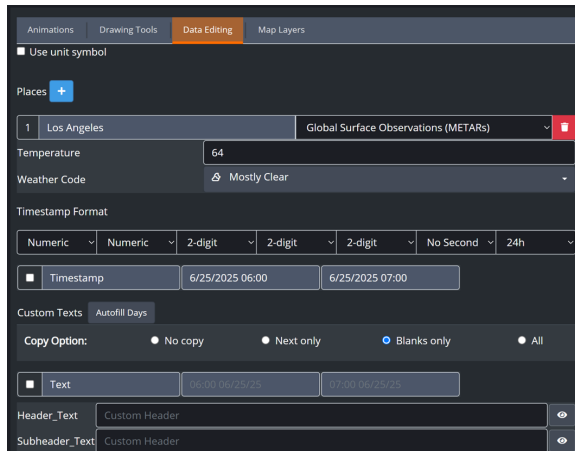 Animations Drawing Tools Data Editing Map Layers
Use unit symbol
Places +
1 Los Angeles Global Surface Observations (METARs)
Temperature 64
Weather Code Mostly Clear
Timestamp Format
Numeric Numeric 2-digit 2-digit 2-digit No Second 24h
Timestamp 6/25/2025 06:00 6/25/2025 07:00
Custom Texts Autofill Days
Copy Option: No copy Next only Blanks only All
Text 06:00 06/25/25 07:00 06/25/25
Header_Text Custom Header
Subheader_Text Custom Header